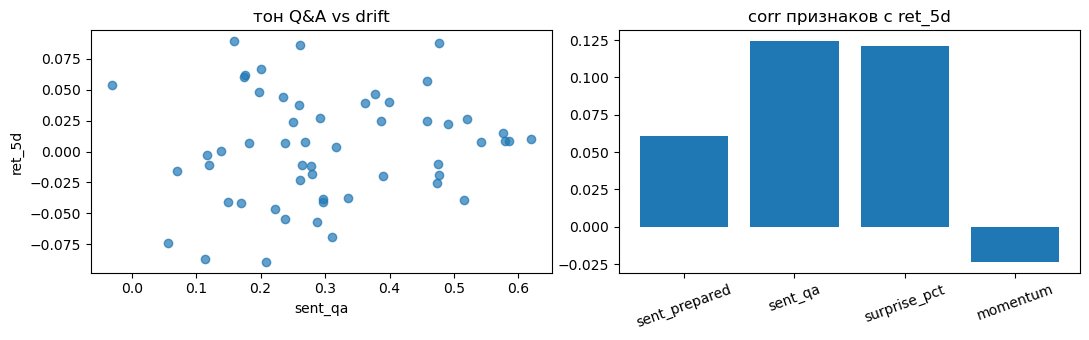 тон Q&A vs drift
ret_5d
0.075
0.050
0.025
0.000
−0.025
−0.050
−0.075
0.0 0.1 0.2 0.3 0.4 0.5 0.6
sent_qa
corr признаков с ret_5d
0.125
0.100
0.075
0.050
0.025
0.000
−0.025
sent_prepared sent_qa surprise_pct momentum